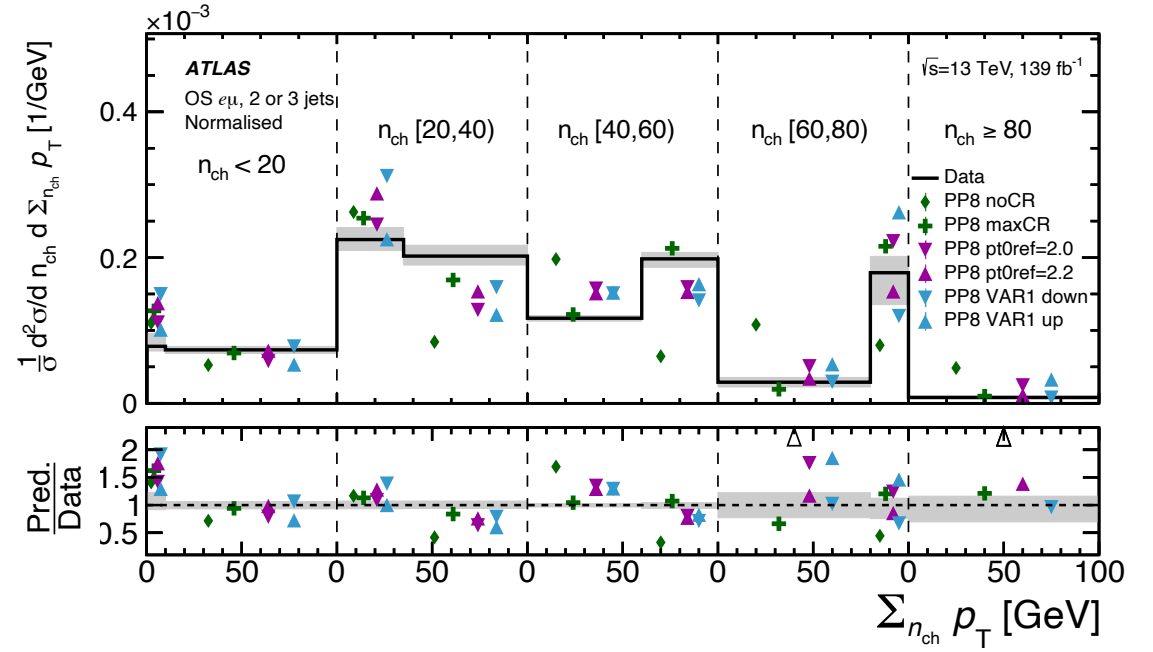 ×10⁻³
ATLAS
√s=13 TeV, 139 fb⁻¹
OS eμ, 2 or 3 jets
Normalised
n_ch < 20
n_ch [20,40)
n_ch [40,60)
n_ch [60,80)
n_ch ≥ 80
Data
PP8 noCR
PP8 maxCR
PP8 pt0ref=2.0
PP8 pt0ref=2.2
PP8 VAR1 down
PP8 VAR1 up
1/σ d²σ/d n_ch d Σ_n_ch p_T [1/GeV]
0.4
0.2
0
Pred.
Data
2
1.5
1
0.5
0 50 0 50 0 50 0 50 0 50 100
Σ_n_ch p_T [GeV]